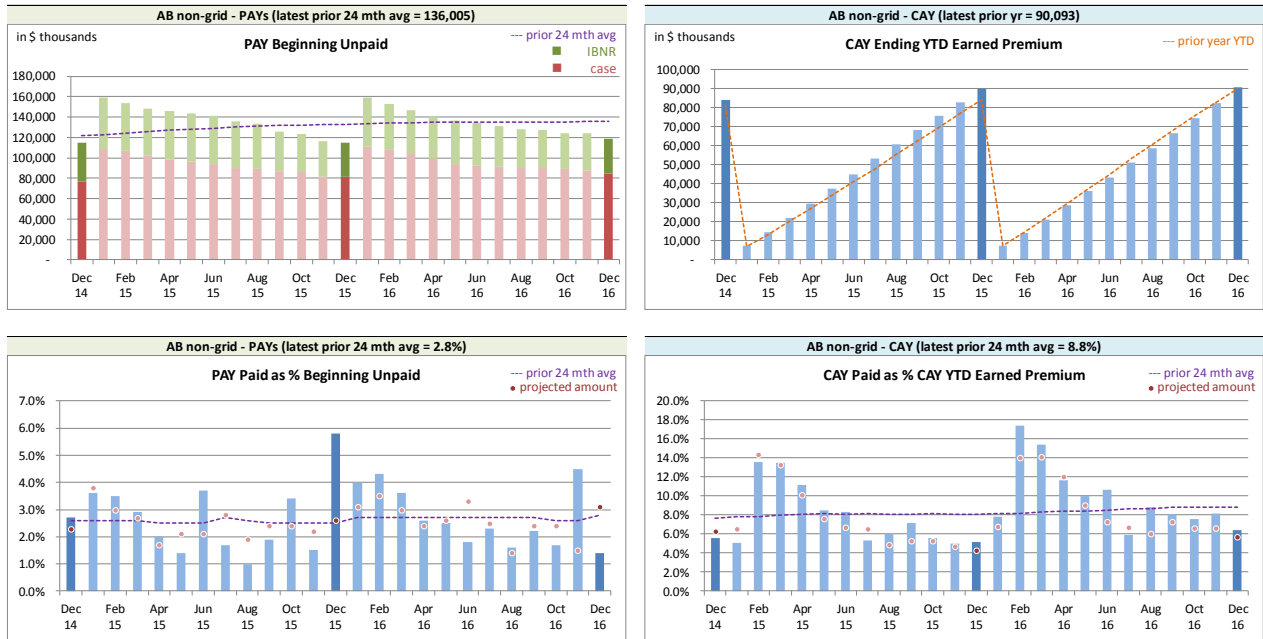 AB non-grid - PAYs (latest prior 24 mth avg = 136,005)
in $ thousands
PAY Beginning Unpaid
--- prior 24 mth avg
IBNR
case
180,000
160,000
140,000
120,000
100,000
80,000
60,000
40,000
20,000
-
Dec Feb Apr Jun Aug Oct Dec Feb Apr Jun Aug Oct Dec
14 15 15 15 15 15 15 16 16 16 16 16 16
AB non-grid - CAY (latest prior yr = 90,093)
in $ thousands
CAY Ending YTD Earned Premium
--- prior year YTD
100,000
90,000
80,000
70,000
60,000
50,000
40,000
30,000
20,000
10,000
-
Dec Feb Apr Jun Aug Oct Dec Feb Apr Jun Aug Oct Dec
14 15 15 15 15 15 15 16 16 16 16 16 16
AB non-grid - PAYs (latest prior 24 mth avg = 2.8%)
PAY Paid as % Beginning Unpaid
--- prior 24 mth avg
projected amount
7.0%
6.0%
5.0%
4.0%
3.0%
2.0%
1.0%
0.0%
Dec Feb Apr Jun Aug Oct Dec Feb Apr Jun Aug Oct Dec
14 15 15 15 15 15 15 16 16 16 16 16 16
AB non-grid - CAY (latest prior 24 mth avg = 8.8%)
CAY Paid as % CAY YTD Earned Premium
--- prior 24 mth avg
projected amount
20.0%
18.0%
16.0%
14.0%
12.0%
10.0%
8.0%
6.0%
4.0%
2.0%
0.0%
Dec Feb Apr Jun Aug Oct Dec Feb Apr Jun Aug Oct Dec
14 15 15 15 15 15 15 16 16 16 16 16 16